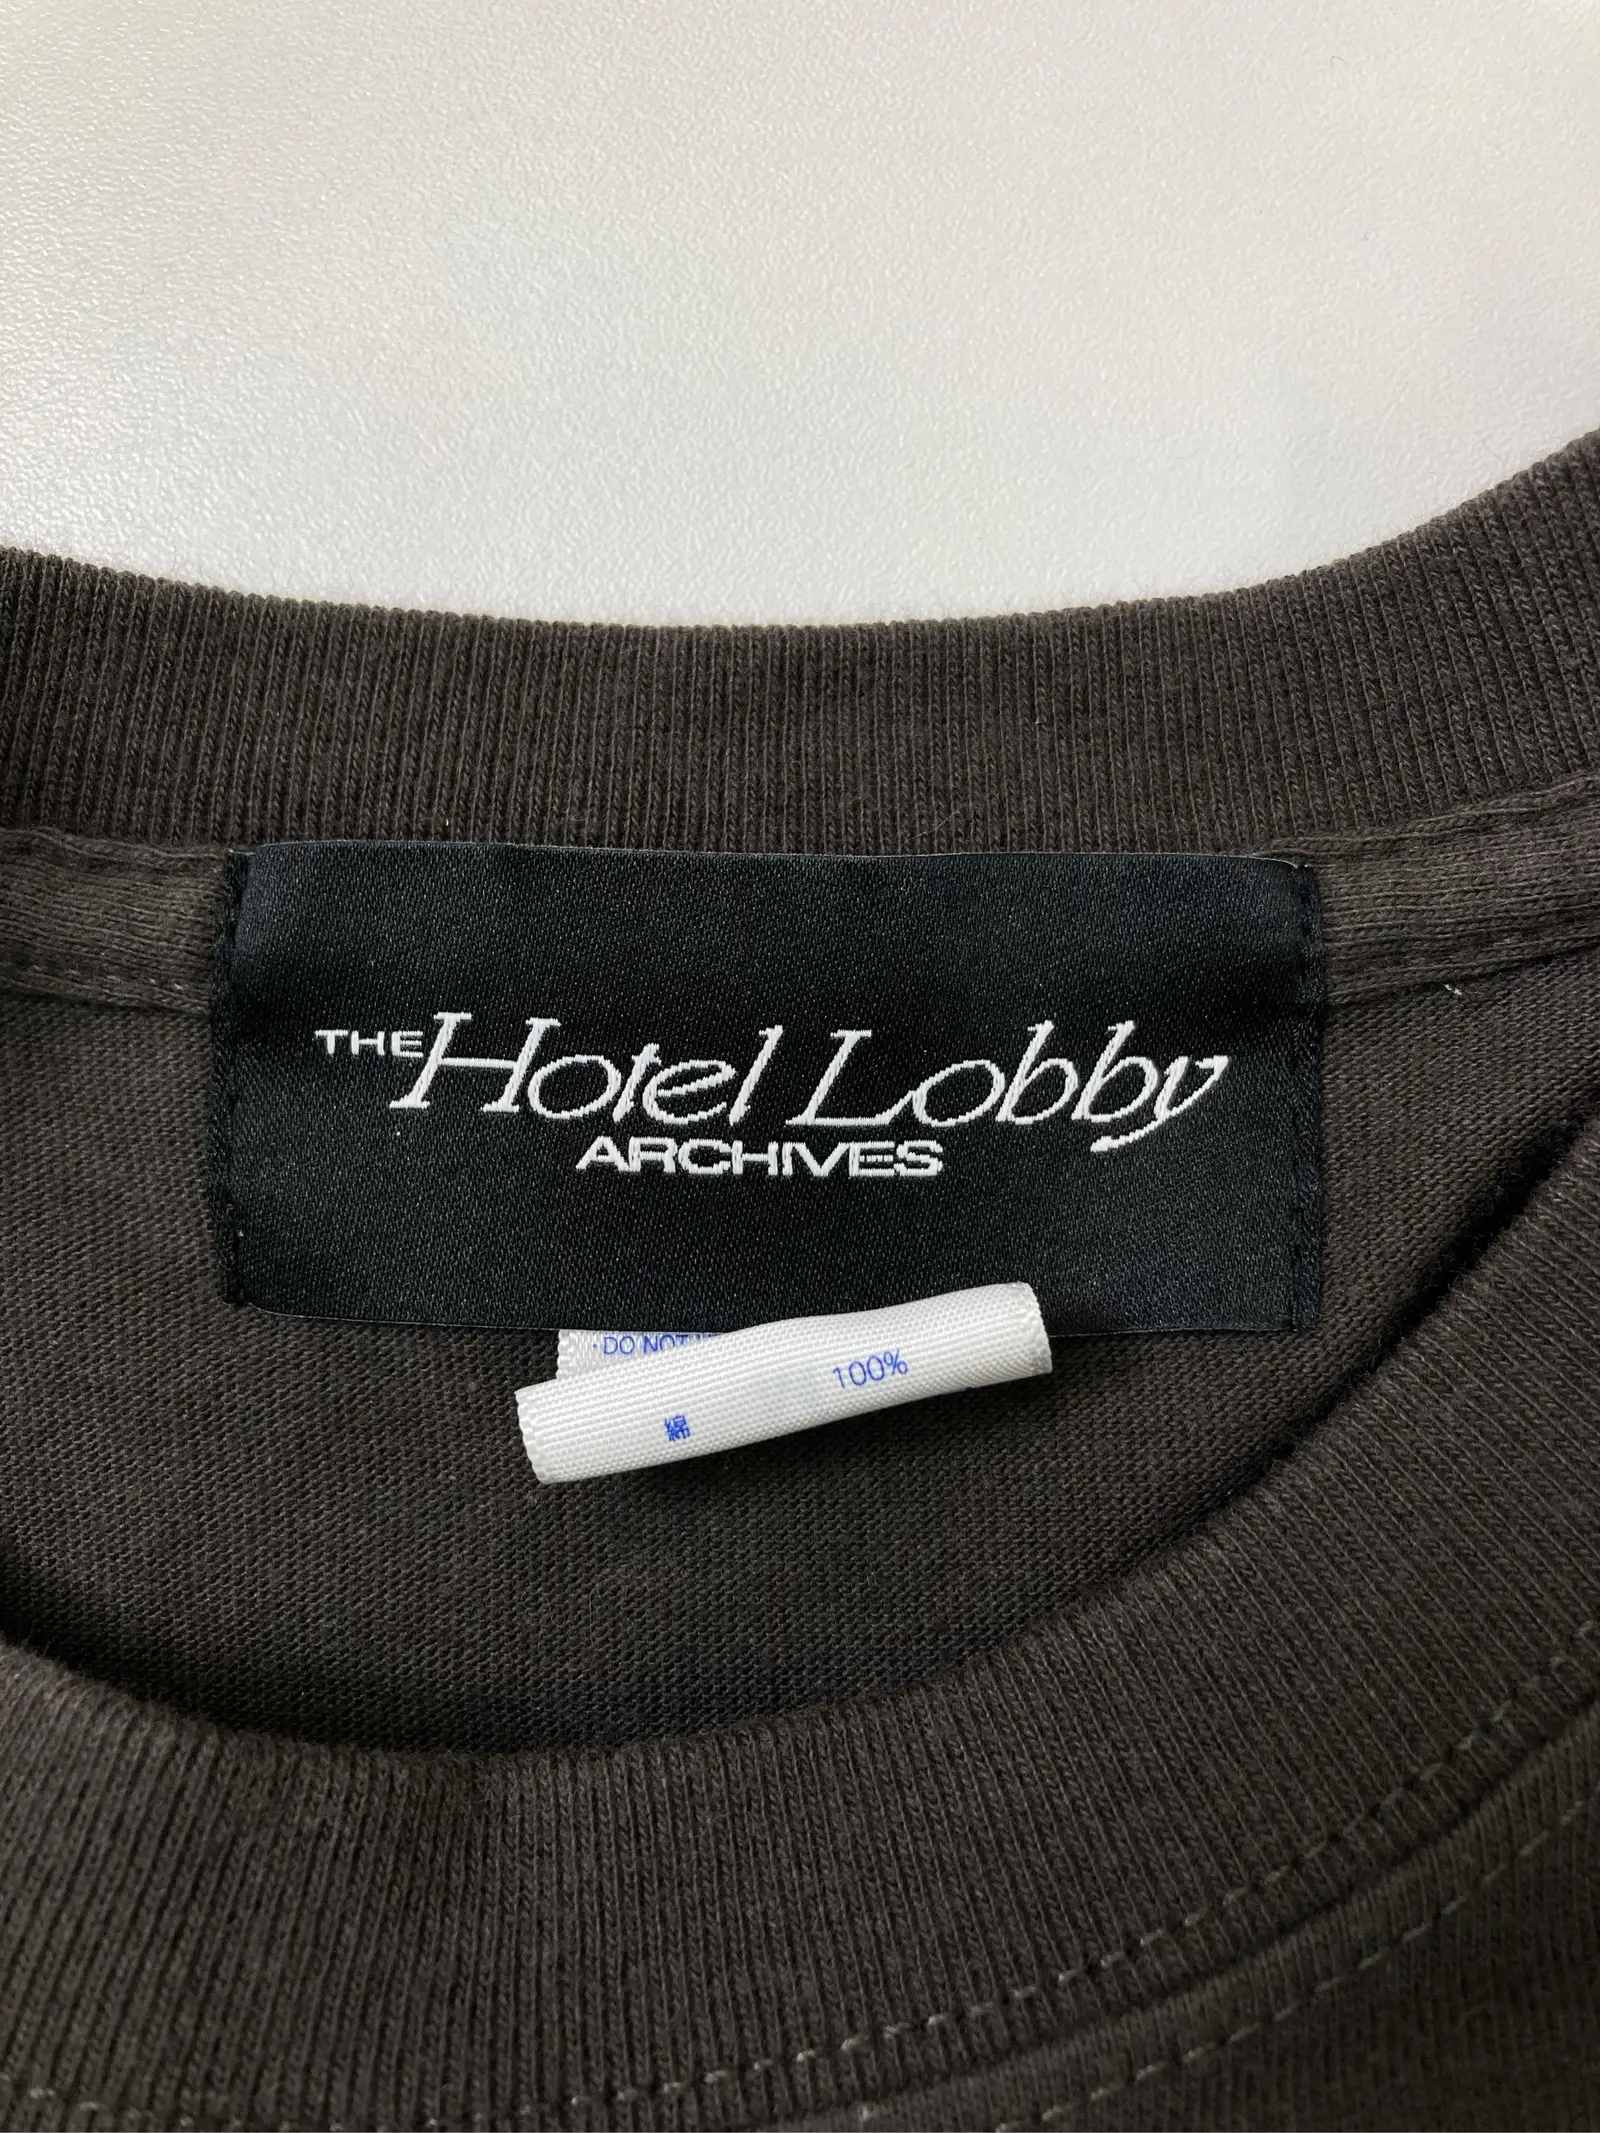 THE Hotel Lobby
ARCHIVES
·DO NOT
綿 100%